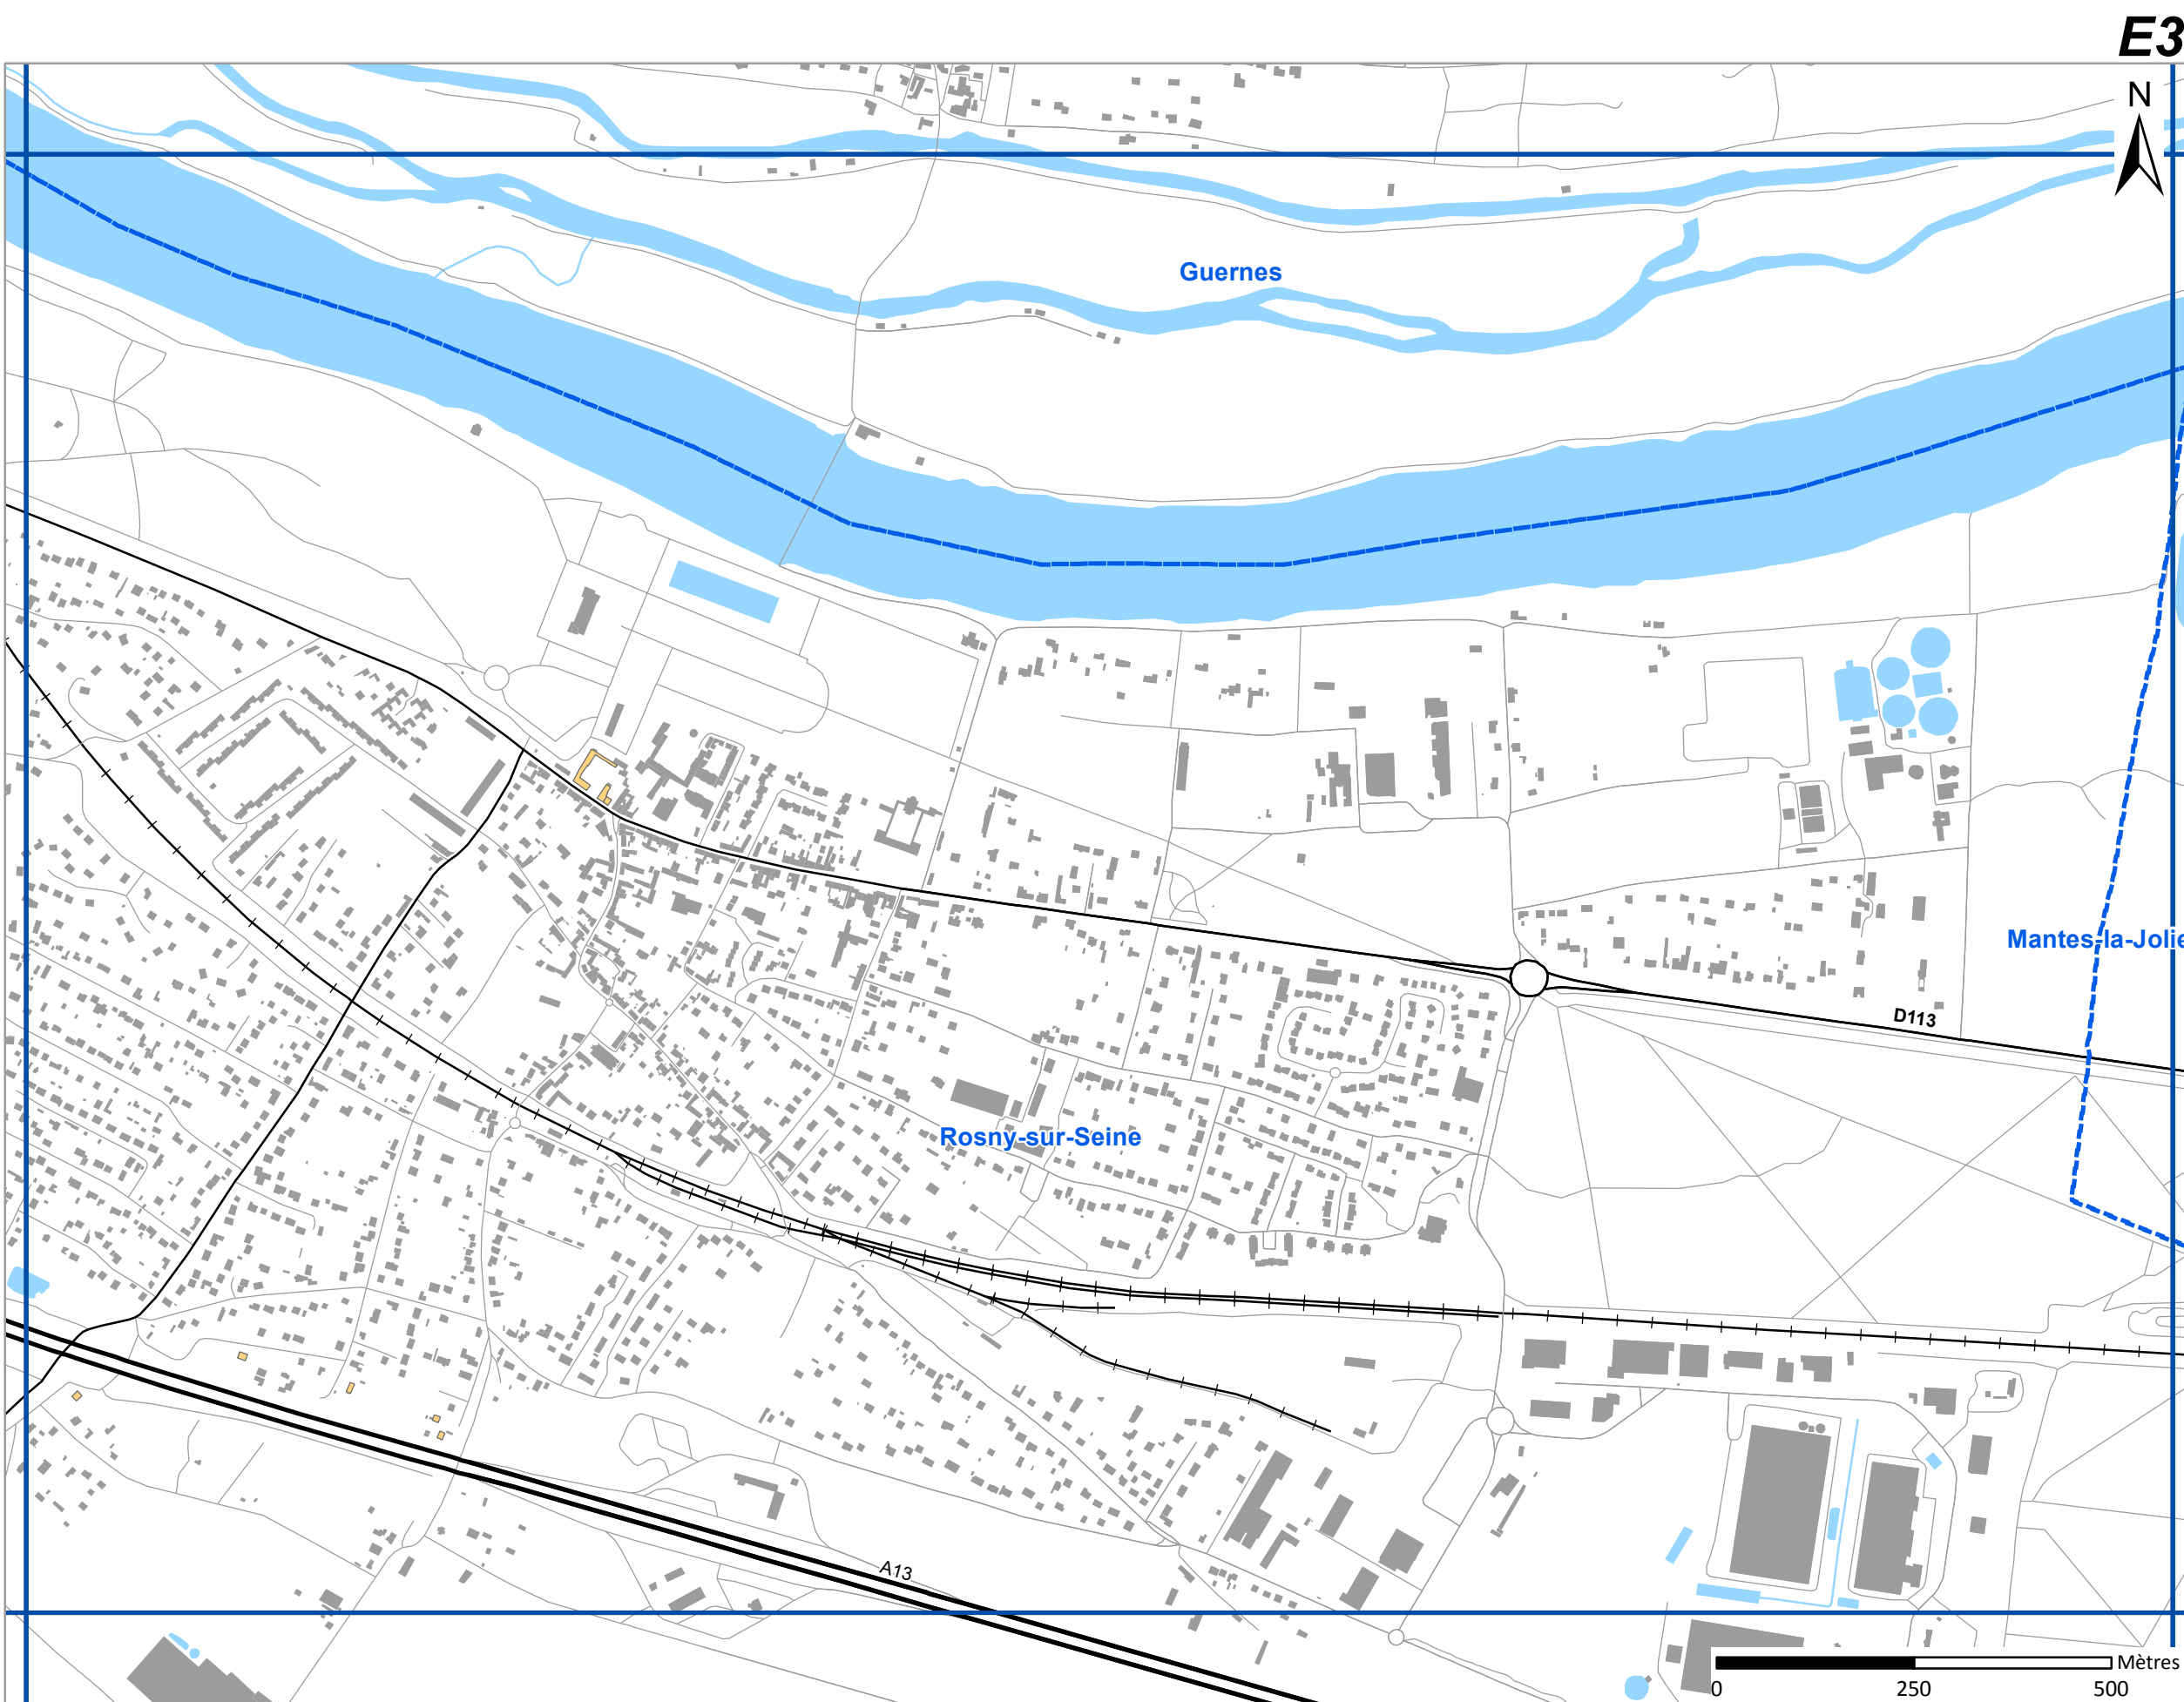 E3
N
Guernes
Mantes-la-Jolie
D113
Rosny-sur-Seine
A13
Mètres
0 250 500